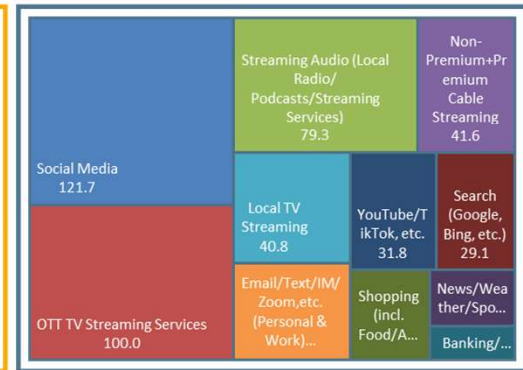 Social Media
121.7
OTT TV Streaming Services
100.0
Streaming Audio (Local
Radio/
Podcasts/Streaming
Services)
79.3
Non-
Premium+Pr
emium
Cable
Streaming
41.6
Local TV
Streaming
40.8
YouTube/T
ikTok, etc.
31.8
Search
(Google,
Bing, etc.)
29.1
Email/Text/IM/
Zoom,etc.
(Personal &
Work)...
Shopping
(incl.
Food/A...
News/Wea
ther/Spo...
Banking/...